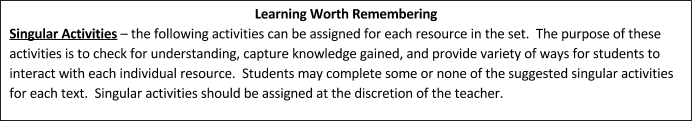 Learning Worth Remembering
Singular Activities – the following activities can be assigned for each resource in the set.  The purpose of these
activities is to check for understanding, capture knowledge gained, and provide variety of ways for students to
interact with each individual resource.  Students may complete some or none of the suggested singular activities
for each text.  Singular activities should be assigned at the discretion of the teacher.